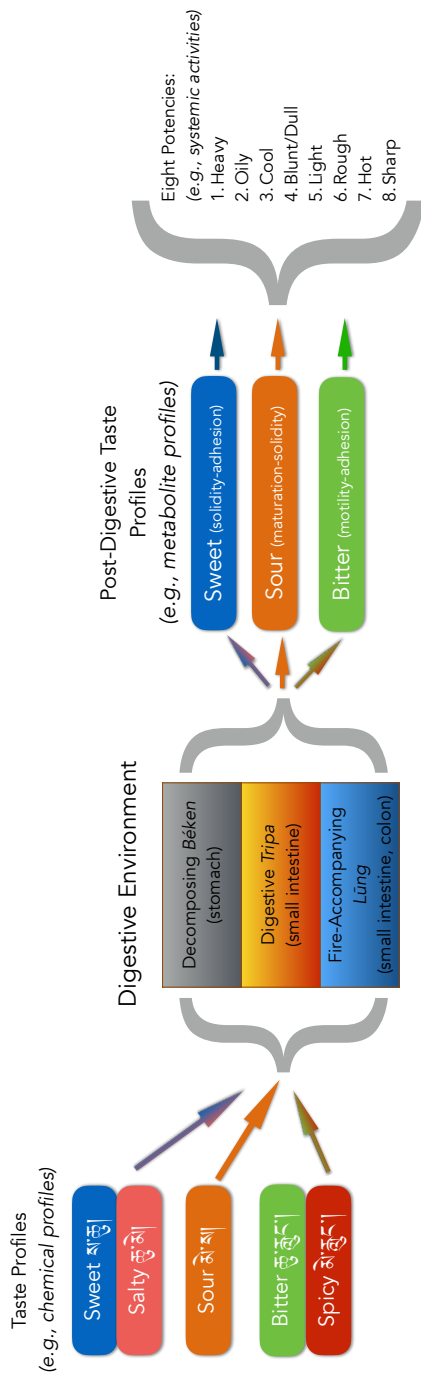 Taste Profiles
(e.g., chemical profiles)
Sweet ས་ཆུ།
Salty ཆུ་མེ།
Sour མེ་ས།
Bitter ཆུ་རླུང་།
Spicy མེ་རླུང་།
Digestive Environment
Decomposing Béken
(stomach)
Digestive Tripa
(small intestine)
Fire-Accompanying
Lüng
(small intestine, colon)
Post-Digestive Taste
Profiles
(e.g., metabolite profiles)
Sweet (solidity-adhesion)
Sour (maturation-solidity)
Bitter (motility-adhesion)
Eight Potencies:
(e.g., systemic activities)
1. Heavy
2. Oily
3. Cool
4. Blunt/Dull
5. Light
6. Rough
7. Hot
8. Sharp